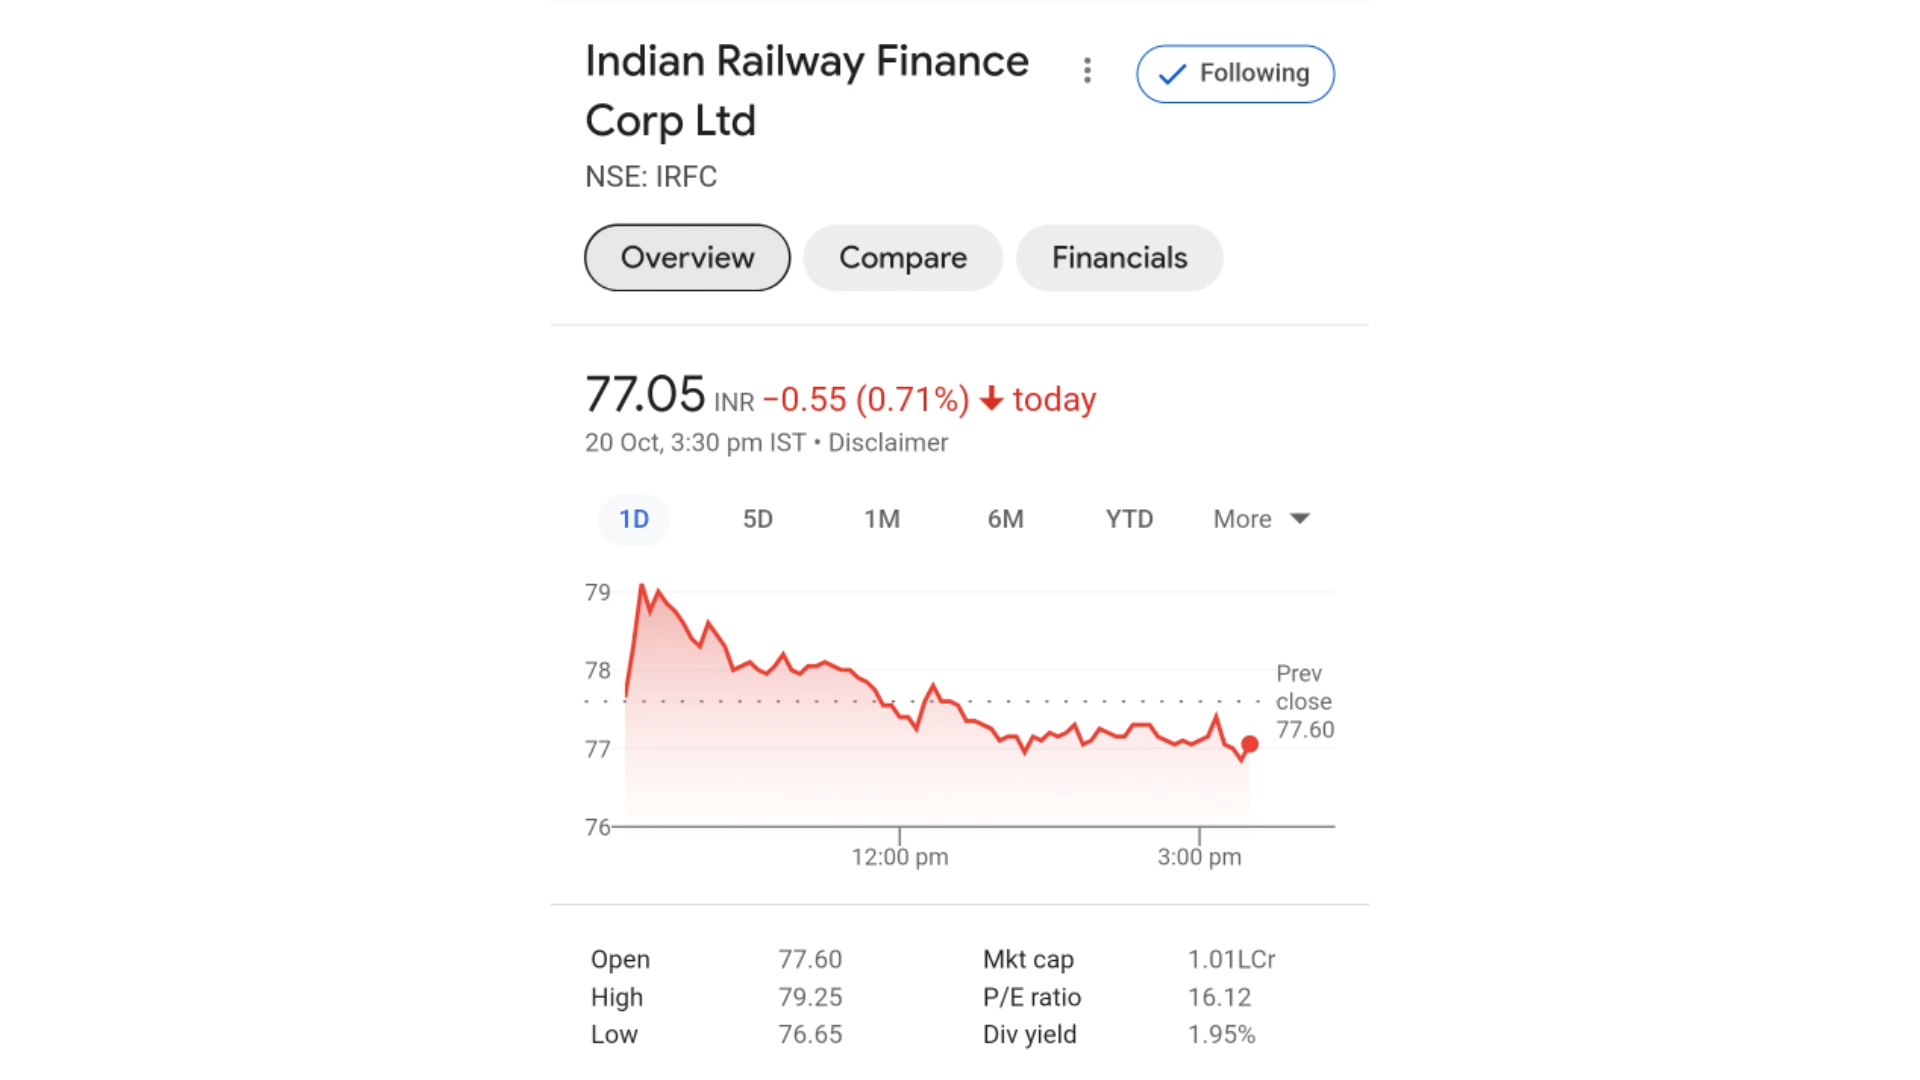 Indian Railway Finance
Corp Ltd
Following
NSE: IRFC
Overview Compare Financials
77.05 INR −0.55 (0.71%) today
20 Oct, 3:30 pm IST • Disclaimer
1D 5D 1M 6M YTD More
79
78
77
76
Prev
close
77.60
12:00 pm 3:00 pm
Open 77.60 Mkt cap 1.01LCr
High 79.25 P/E ratio 16.12
Low 76.65 Div yield 1.95%